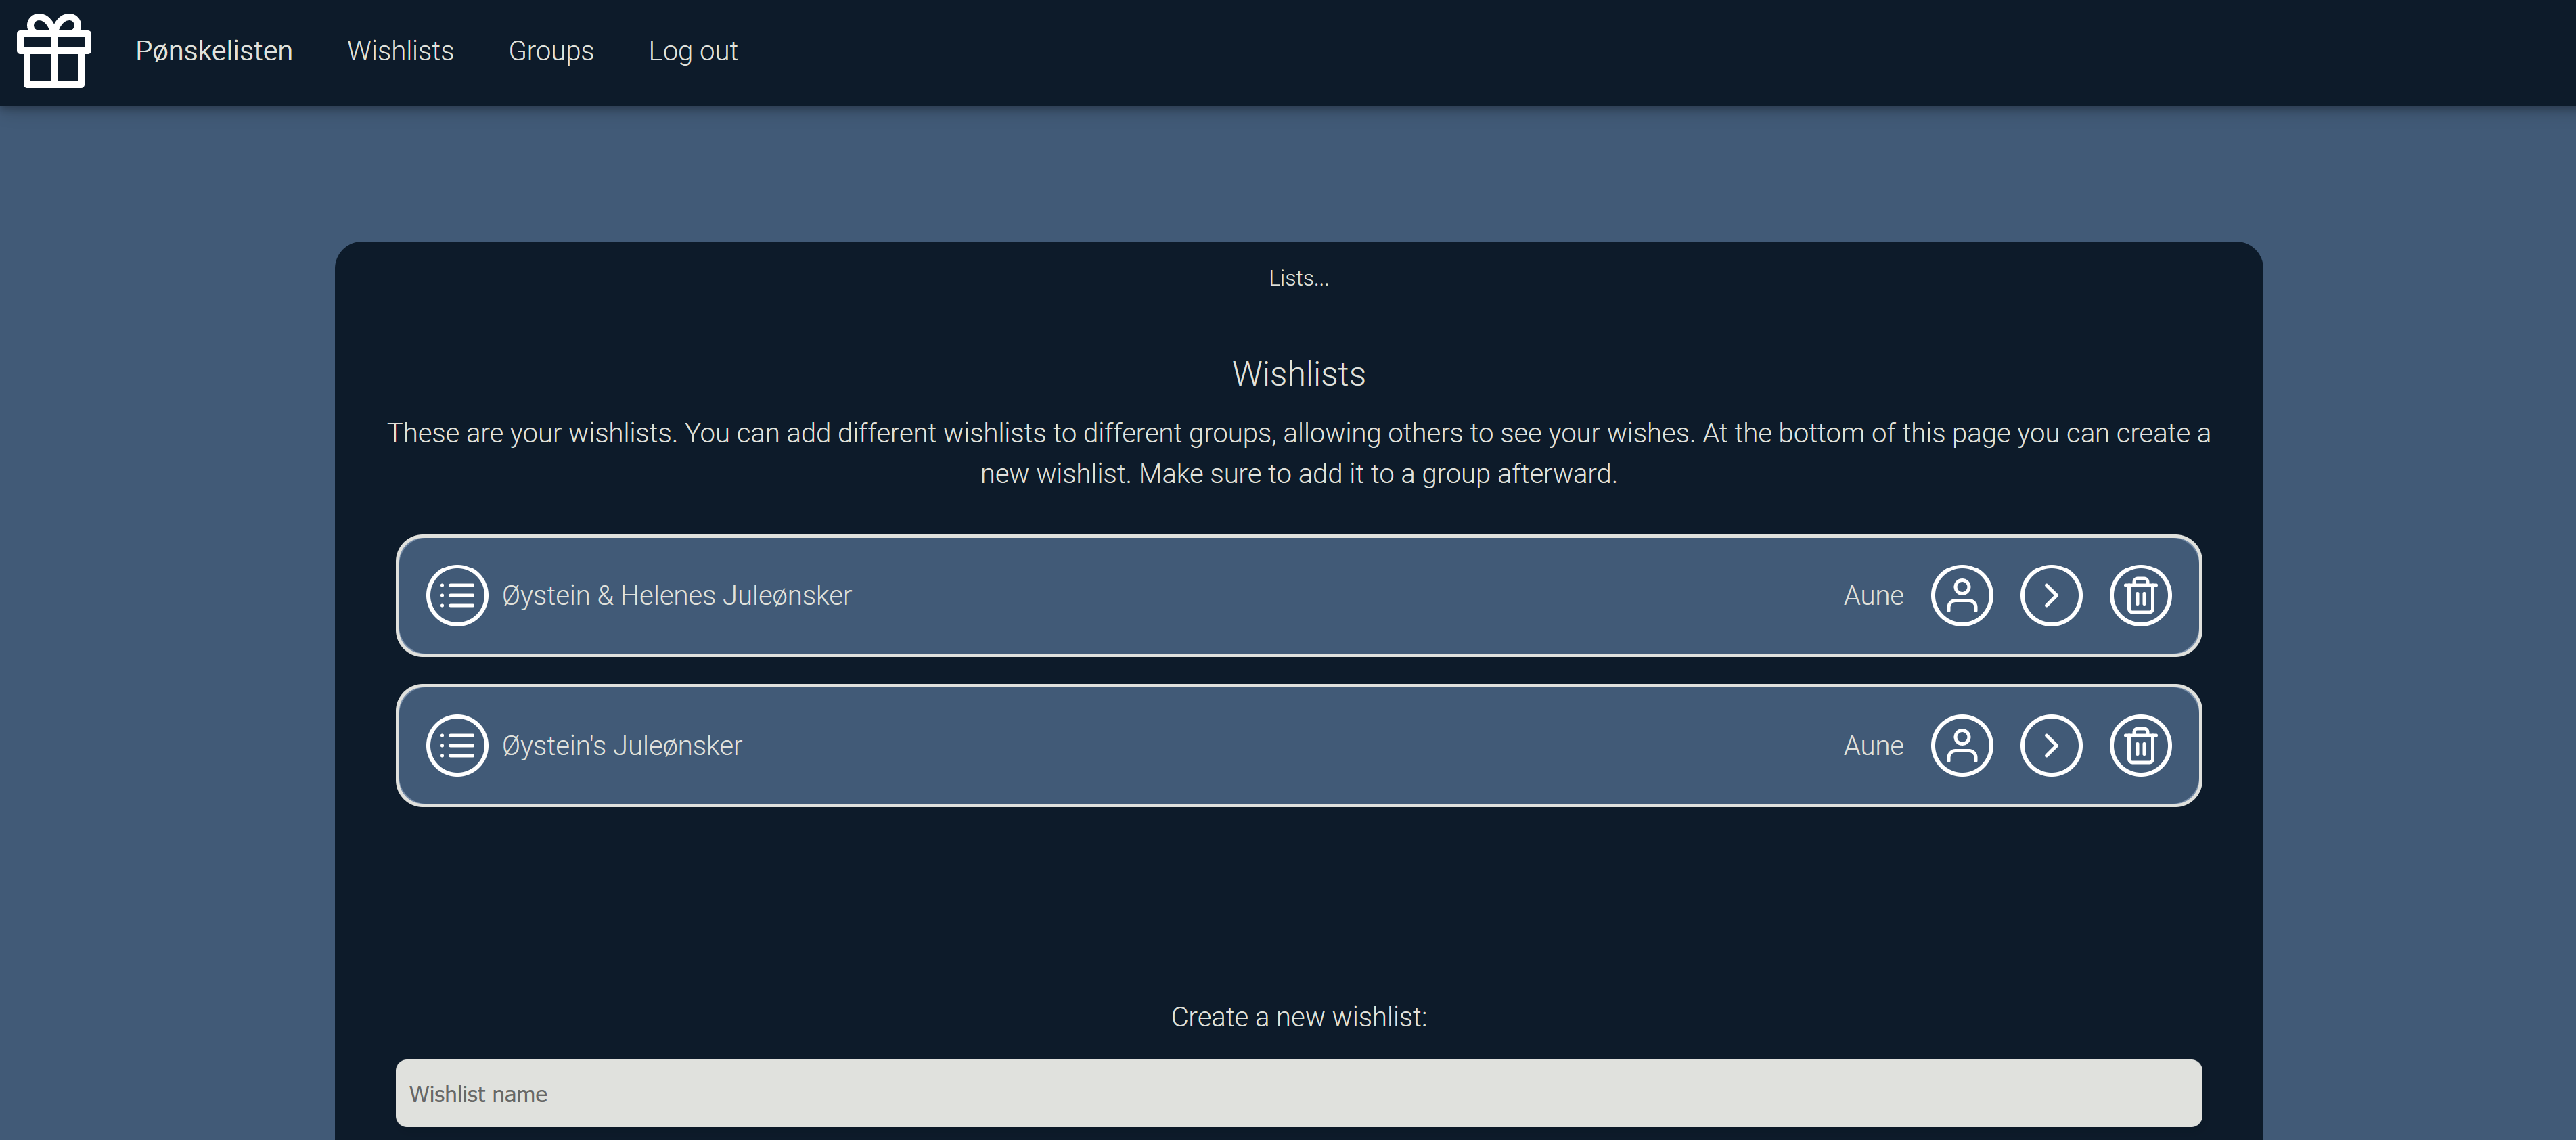 Pønskelisten
Wishlists
Groups
Log out
Lists...
Wishlists
These are your wishlists. You can add different wishlists to different groups, allowing others to see your wishes. At the bottom of this page you can create a
new wishlist. Make sure to add it to a group afterward.
Øystein & Helenes Juleønsker
Aune
Øystein's Juleønsker
Aune
Create a new wishlist:
Wishlist name